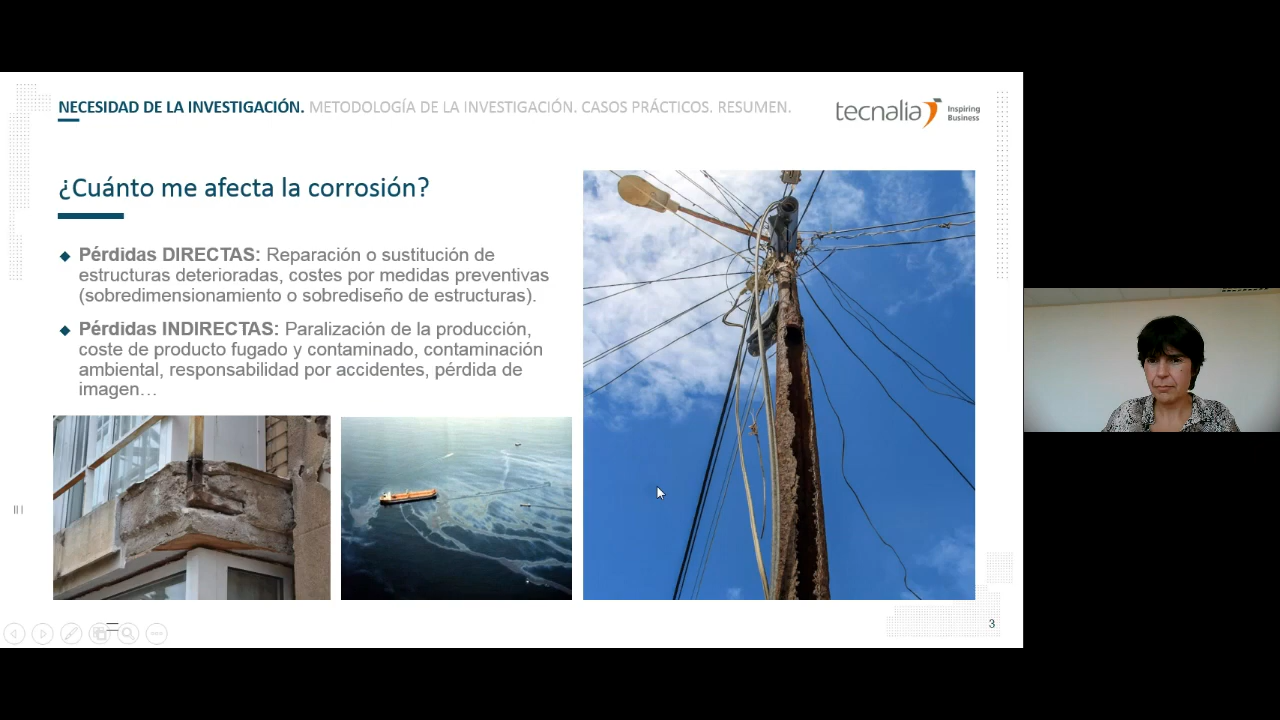 NECESIDAD DE LA INVESTIGACIÓN. METODOLOGÍA DE LA INVESTIGACIÓN. CASOS PRÁCTICOS. RESUMEN.
tecnalia Inspiring
Business
¿Cuánto me afecta la corrosión?
Pérdidas DIRECTAS: Reparación o sustitución de
estructuras deterioradas, costes por medidas preventivas
(sobredimensionamiento o sobrediseño de estructuras).
Pérdidas INDIRECTAS: Paralización de la producción,
coste de producto fugado y contaminado, contaminación
ambiental, responsabilidad por accidentes, pérdida de
imagen…
3